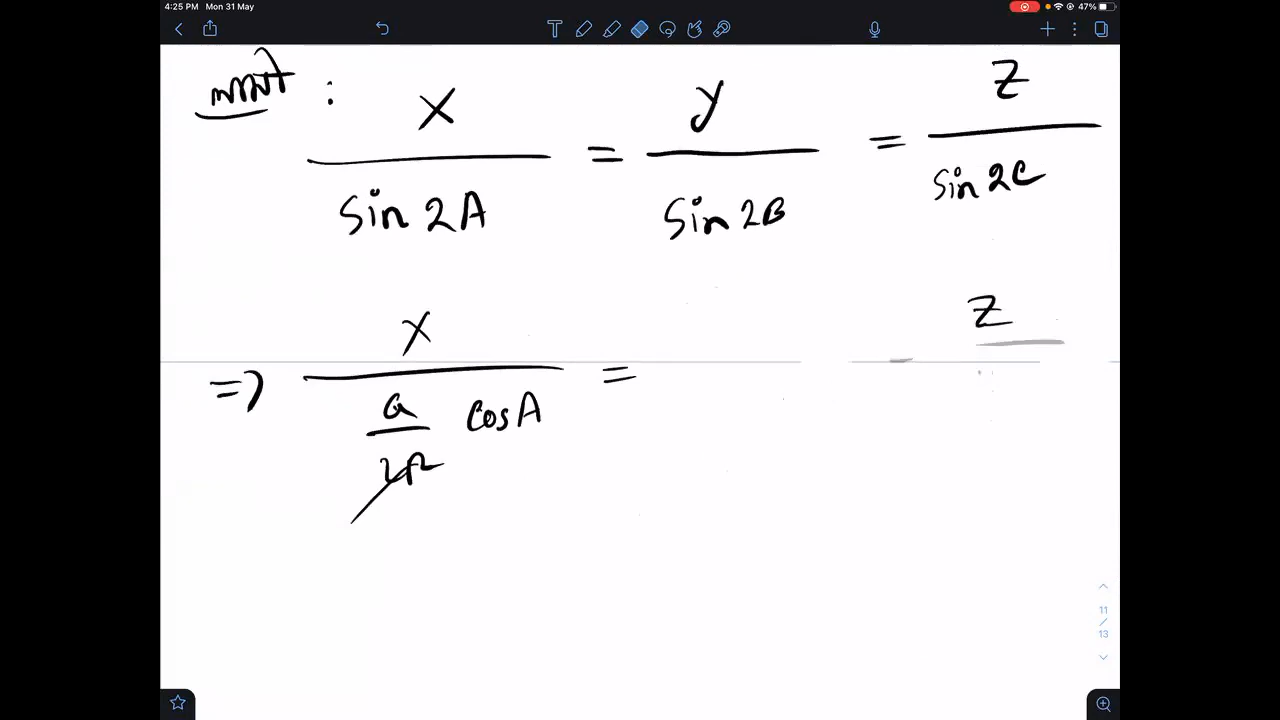 4:25 PM Mon 31 May 47%
: x / sin 2A = y / sin 2B = z / sin 2C
=> x / (a / 2R cos A) = z
11 / 13